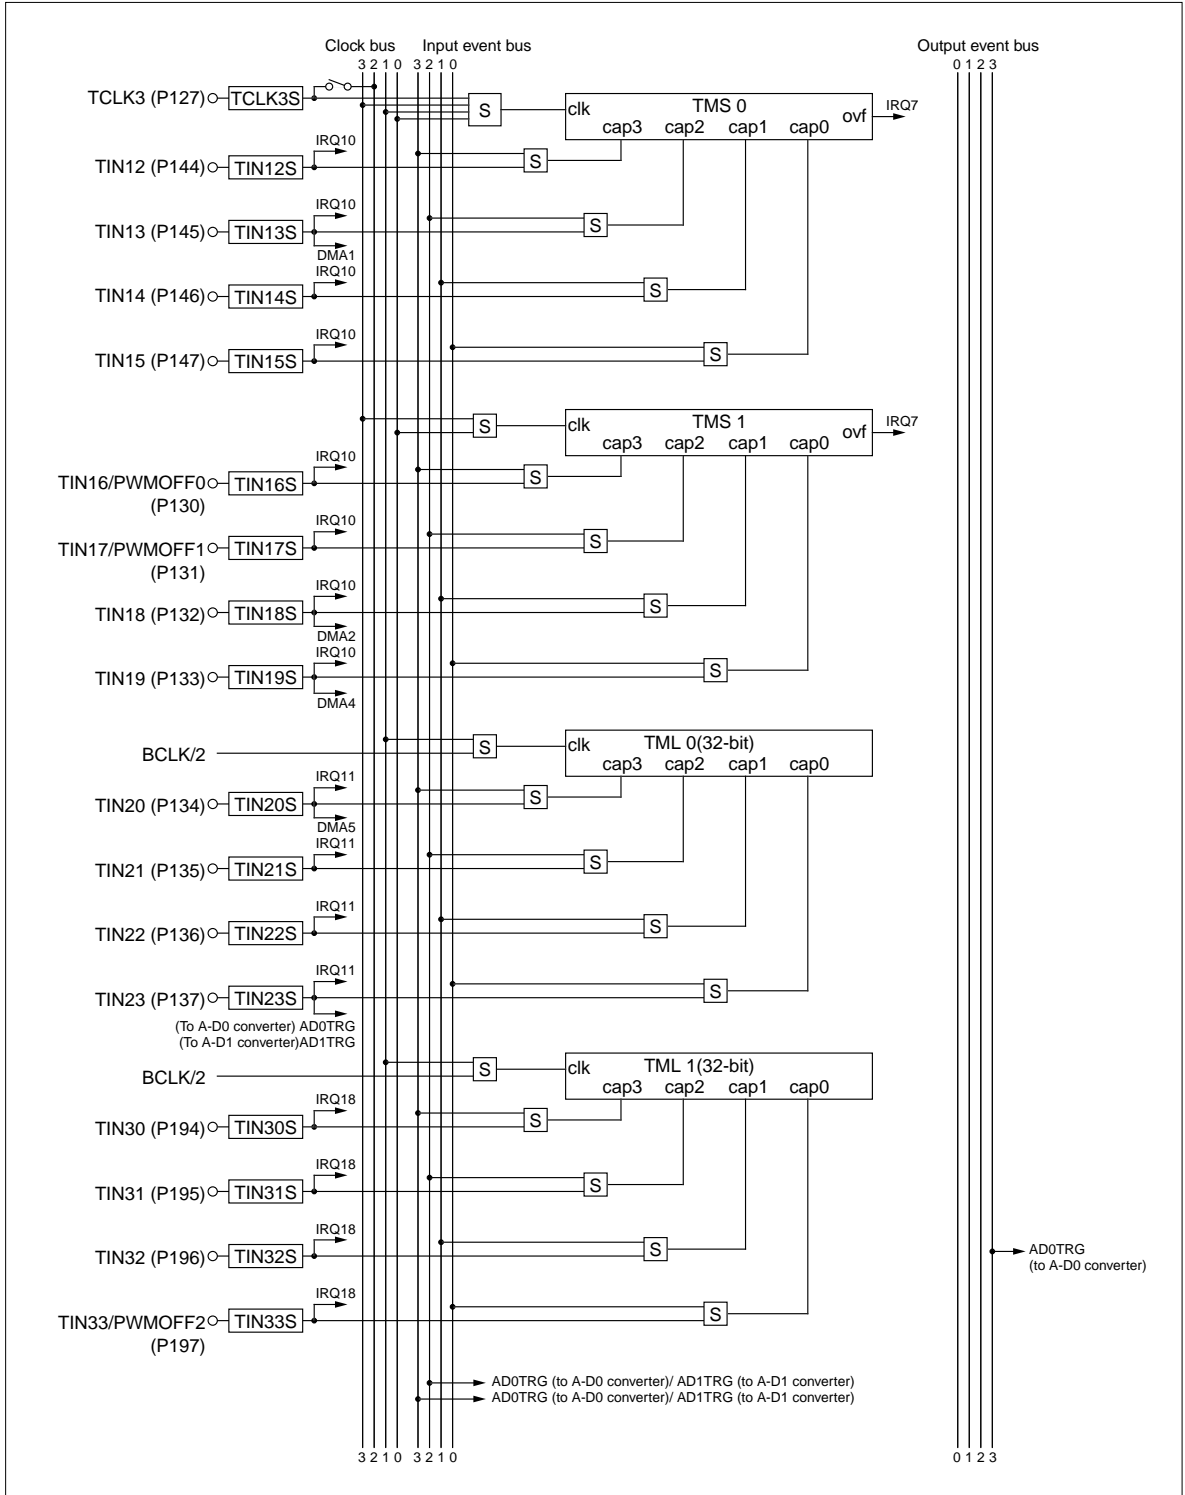 Clock bus Input event bus Output event bus
3 2 1 0 3 2 1 0 0 1 2 3
TCLK3 (P127) TCLK3S S clk TMS 0 ovf IRQ7
cap3 cap2 cap1 cap0
IRQ10
TIN12 (P144) TIN12S S
IRQ10
TIN13 (P145) TIN13S S
DMA1
IRQ10
TIN14 (P146) TIN14S S
IRQ10
TIN15 (P147) TIN15S S
S clk TMS 1 ovf IRQ7
cap3 cap2 cap1 cap0
IRQ10
TIN16/PWMOFF0 TIN16S S
(P130)
IRQ10
TIN17/PWMOFF1 TIN17S S
(P131)
IRQ10
TIN18 (P132) TIN18S S
DMA2
IRQ10
TIN19 (P133) TIN19S S
DMA4
BCLK/2 S clk TML 0(32-bit)
cap3 cap2 cap1 cap0
IRQ11
TIN20 (P134) TIN20S S
DMA5
IRQ11
TIN21 (P135) TIN21S S
IRQ11
TIN22 (P136) TIN22S S
IRQ11
TIN23 (P137) TIN23S S
(To A-D0 converter) AD0TRG
(To A-D1 converter)AD1TRG
BCLK/2 S clk TML 1(32-bit)
cap3 cap2 cap1 cap0
IRQ18
TIN30 (P194) TIN30S S
IRQ18
TIN31 (P195) TIN31S S
IRQ18
TIN32 (P196) TIN32S S AD0TRG
(to A-D0 converter)
IRQ18
TIN33/PWMOFF2 TIN33S S
(P197)
AD0TRG (to A-D0 converter)/ AD1TRG (to A-D1 converter)
AD0TRG (to A-D0 converter)/ AD1TRG (to A-D1 converter)
3 2 1 0 3 2 1 0 0 1 2 3